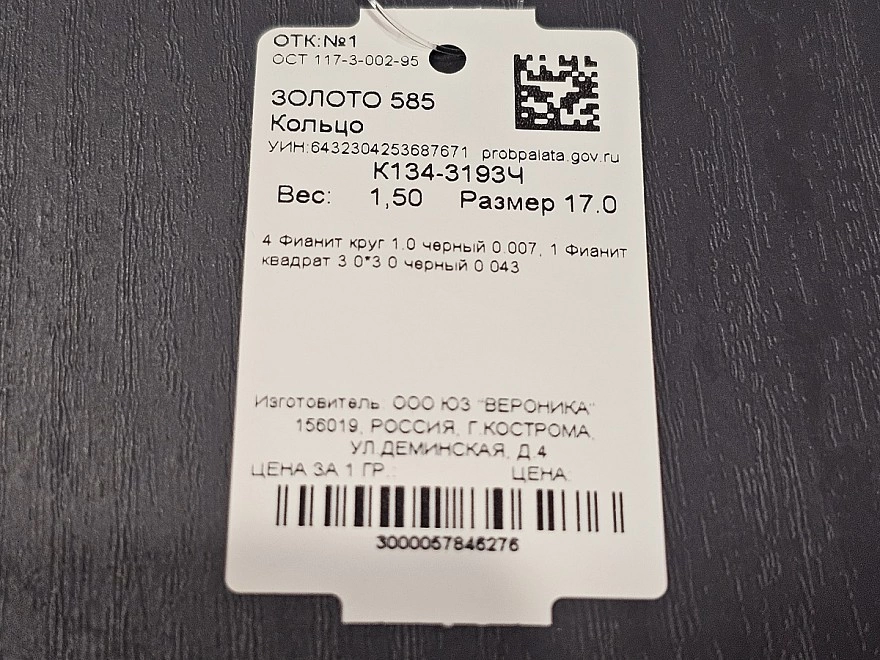 ОТК:№1
ОСТ 117-3-002-95
ЗОЛОТО 585
Кольцо
УИН:6432304253687671 probpalata.gov.ru
К134-3193Ч
Вес: 1,50 Размер 17.0
4 Фианит круг 1.0 черный 0.007, 1 Фианит
квадрат 3.0*3.0 черный 0.043
Изготовитель: ООО ЮЗ "ВЕРОНИКА"
156019, РОССИЯ, Г.КОСТРОМА,
УЛ.ДЕМИНСКАЯ, Д.4
ЦЕНА ЗА 1 ГР.: ЦЕНА:
3000057846276